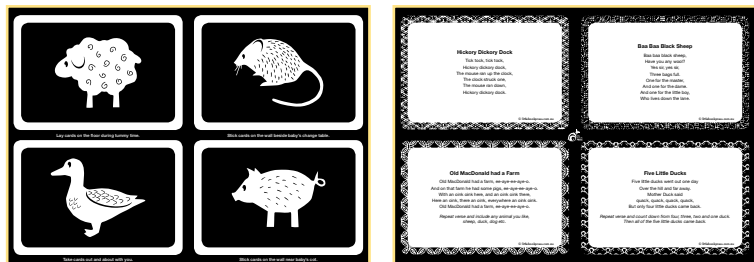 Lay cards on the floor during tummy time.
Stick cards on the wall beside baby's change table.
Take cards out and about with you.
Stick cards on the wall near baby's cot.
Hickory Dickory Dock
Tick tock, tick tock,
Hickory dickory dock,
The mouse ran up the clock,
The clock struck one,
The mouse ran down,
Hickory dickory dock.
Baa Baa Black Sheep
Baa baa black sheep,
Have you any wool?
Yes sir, yes sir,
Three bags full.
One for the master,
And one for the dame,
And one for the little boy,
Who lives down the lane.
Old MacDonald had a Farm
Old MacDonald had a farm, ee-aye-ee-aye-o.
And on that farm he had some pigs, ee-aye-ee-aye-o.
With an oink oink here, and an oink oink there,
Here an oink, there an oink, everywhere an oink oink.
Old MacDonald had a farm, ee-aye-ee-aye-o.
Repeat verse and include any animal you like,
sheep, duck, dog etc.
Five Little Ducks
Five little ducks went out one day
Over the hill and far away.
Mother Duck said
quack, quack, quack, quack,
But only four little ducks came back.
Repeat verse and count down from four, three, two and one duck.
Then all of the five little ducks came back.